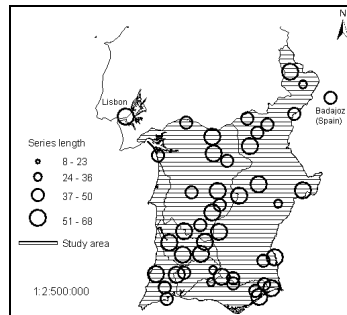 N
Lisbon
Badajoz
(Spain)
Series length
8 - 23
24 - 36
37 - 50
51 - 68
Study area
1:2:500:000